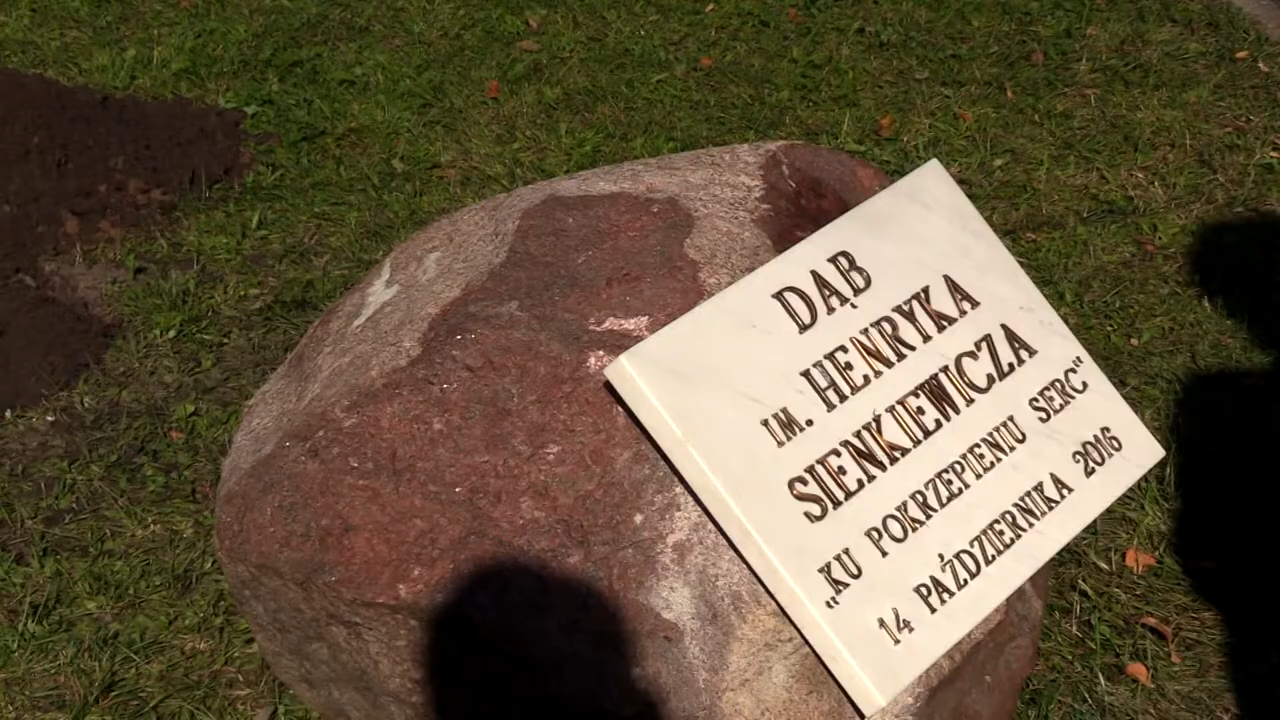 DĄB
IM. HENRYKA
SIENKIEWICZA
„KU POKRZEPIENIU SERC"
14 PAŹDZIERNIKA 2016